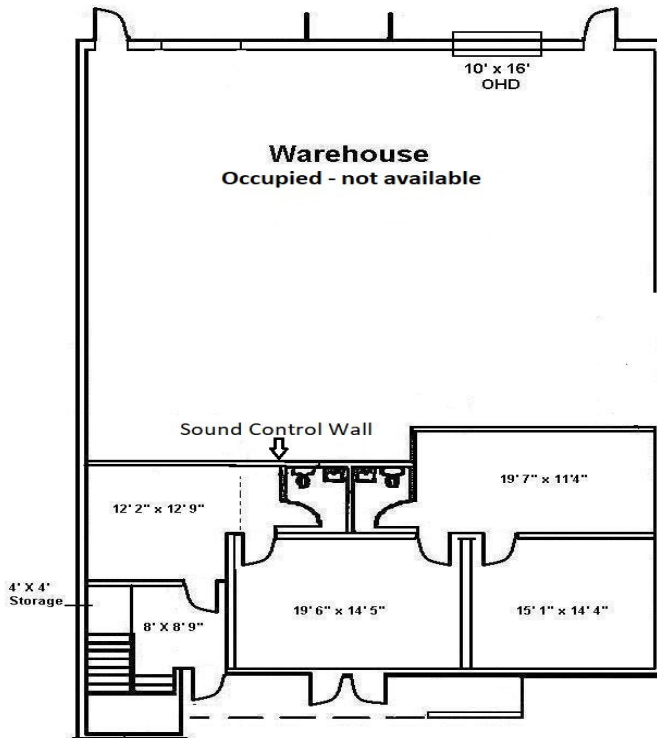 10' x 16'
OHD
Warehouse
Occupied - not available
Sound Control Wall
19' 7" x 11'4"
12' 2" x 12' 9"
4' X 4'
Storage
8' X 8' 9"
19' 6" x 14' 5"
15' 1" x 14' 4"